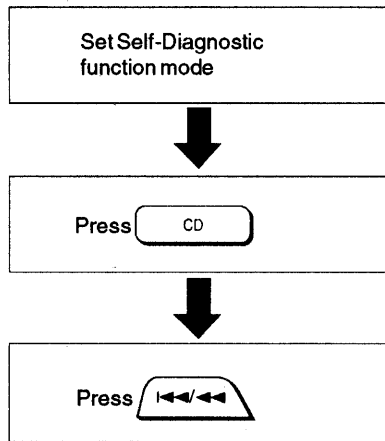 Set Self-Diagnostic
function mode
Press CD
Press I◀◀/◀◀